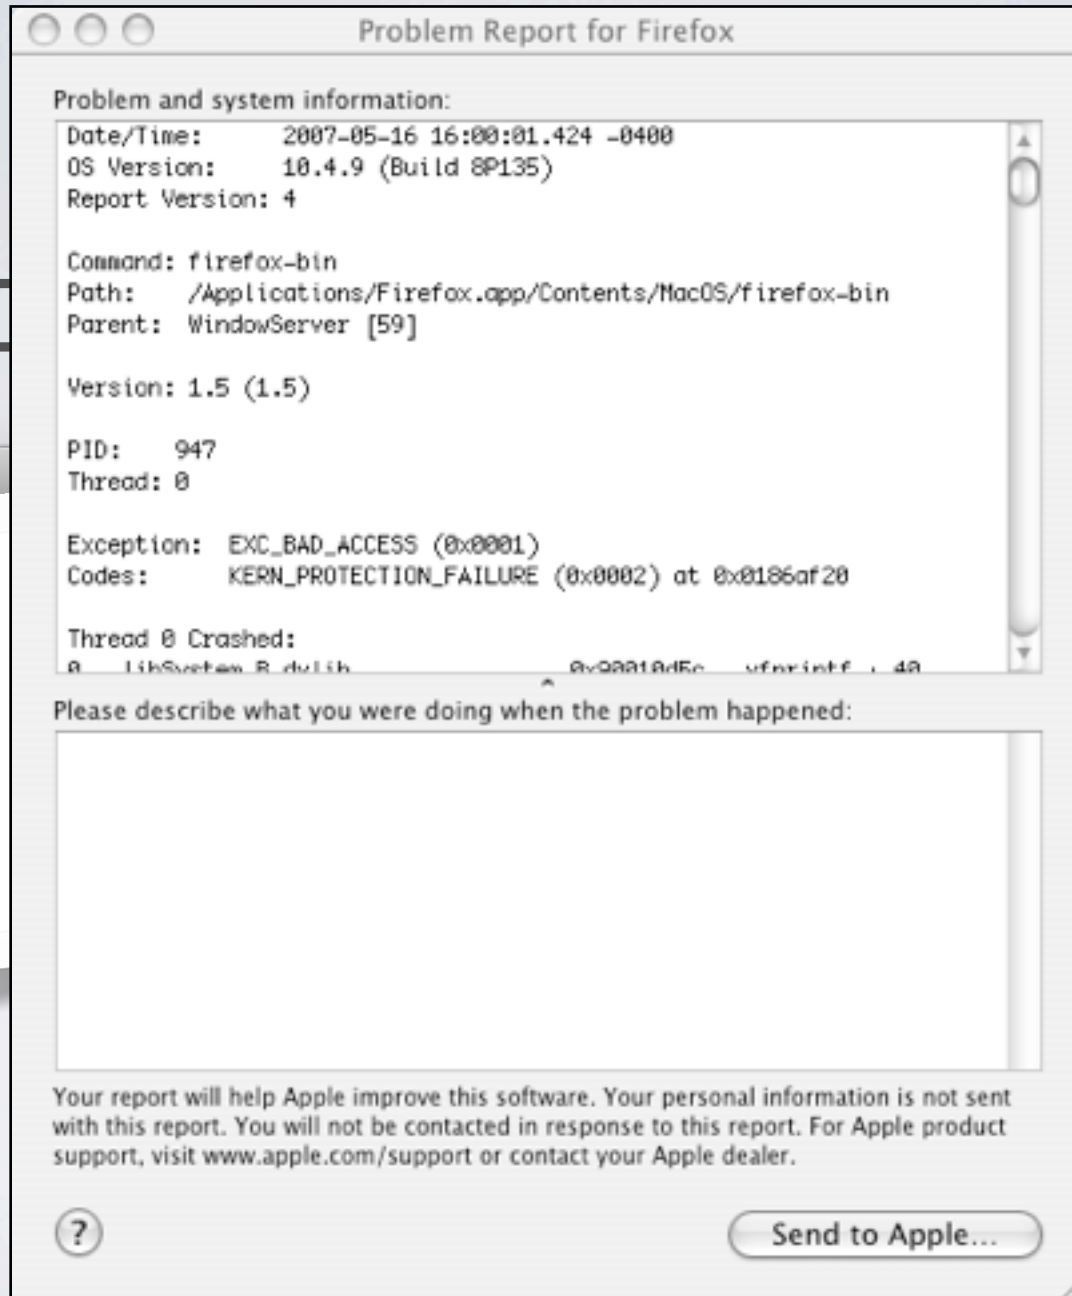 Problem Report for Firefox
Problem and system information:
Date/Time: 2007-05-16 16:00:01.424 -0400
OS Version: 10.4.9 (Build 8P135)
Report Version: 4
Command: firefox-bin
Path: /Applications/Firefox.app/Contents/MacOS/firefox-bin
Parent: WindowServer [59]
Version: 1.5 (1.5)
PID: 947
Thread: 0
Exception: EXC_BAD_ACCESS (0x0001)
Codes: KERN_PROTECTION_FAILURE (0x0002) at 0x0186af20
Thread 0 Crashed:
0 libSystem.B.dylib vfprintf + 40
Please describe what you were doing when the problem happened:
Your report will help Apple improve this software. Your personal information is not sent
with this report. You will not be contacted in response to this report. For Apple product
support, visit www.apple.com/support or contact your Apple dealer.
?
Send to Apple...